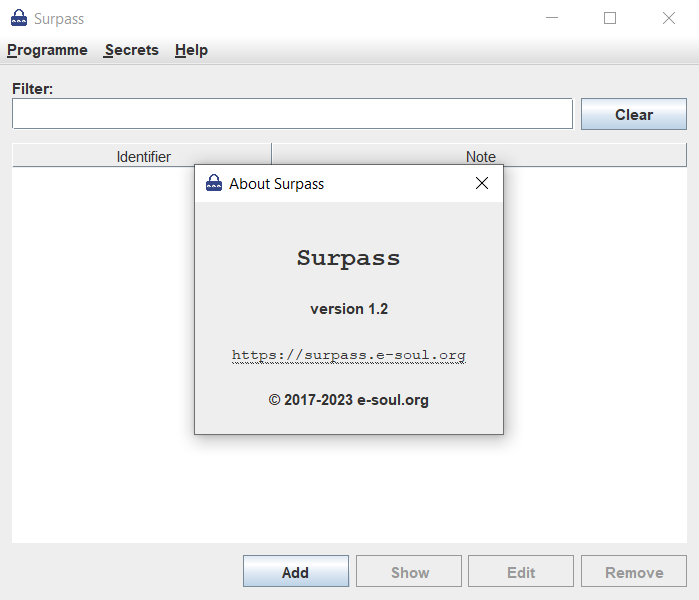 Surpass
Programme Secrets Help
Filter:
Clear
Identifier Note
About Surpass
Surpass
version 1.2
https://surpass.e-soul.org
© 2017-2023 e-soul.org
Add Show Edit Remove